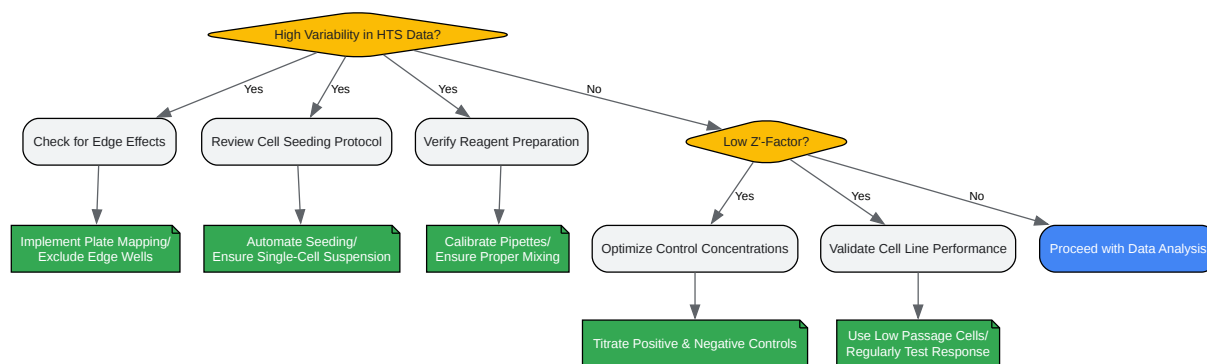 High Variability in HTS Data?
Yes
Yes
Yes
No
Check for Edge Effects
Review Cell Seeding Protocol
Verify Reagent Preparation
Low Z'-Factor?
Yes
Yes
No
Implement Plate Mapping/
Exclude Edge Wells
Automate Seeding/
Ensure Single-Cell Suspension
Calibrate Pipettes/
Ensure Proper Mixing
Optimize Control Concentrations
Validate Cell Line Performance
Proceed with Data Analysis
Titrate Positive & Negative Controls
Use Low Passage Cells/
Regularly Test Response